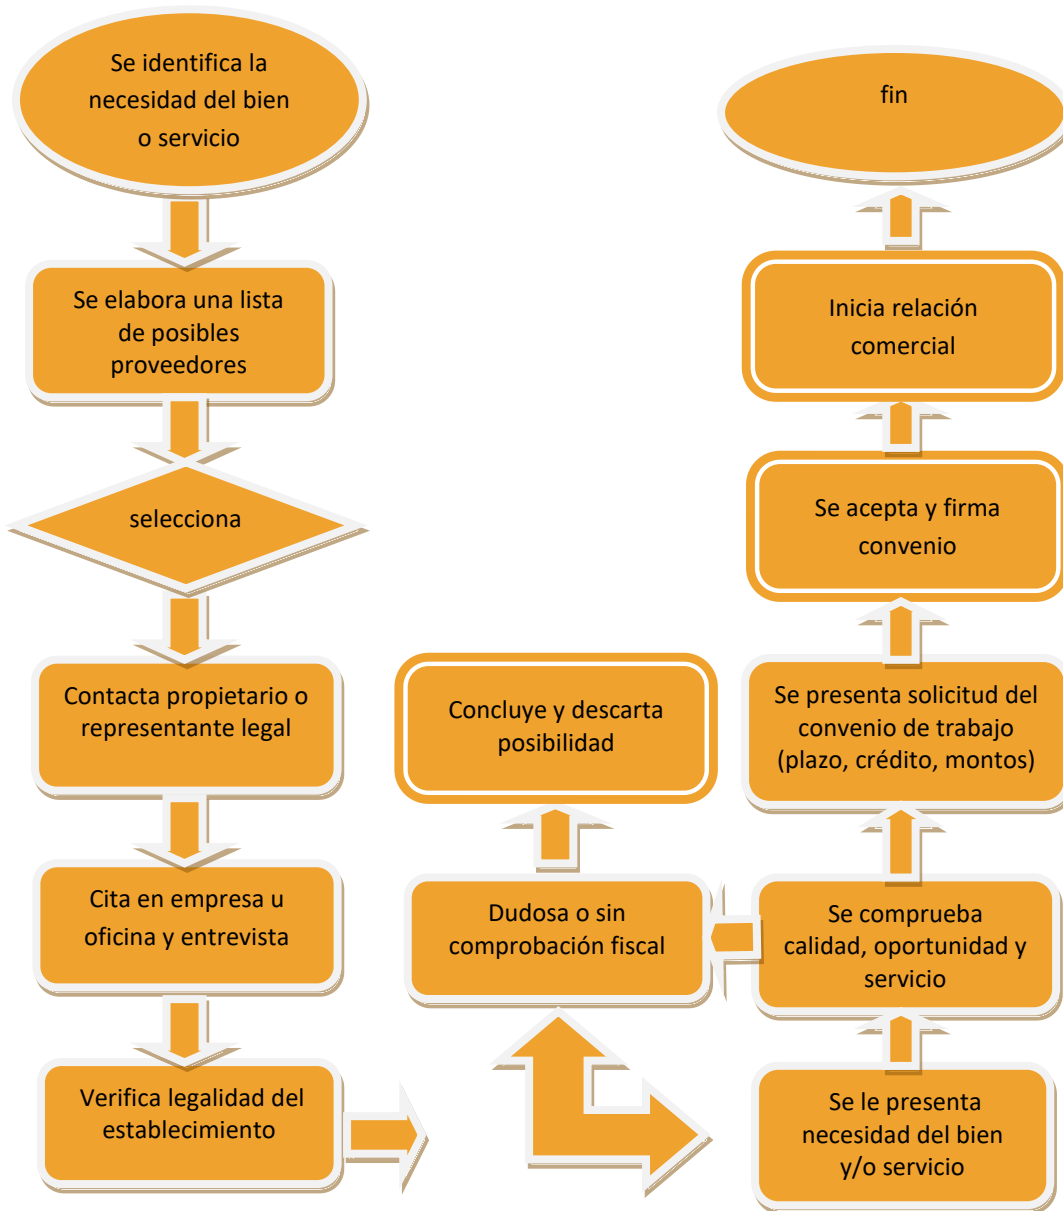 Se identifica la
necesidad del bien
o servicio
Se elabora una lista
de posibles
proveedores
selecciona
Contacta propietario o
representante legal
Cita en empresa u
oficina y entrevista
Verifica legalidad del
establecimiento
Concluye y descarta
posibilidad
Dudosa o sin
comprobación fiscal
fin
Inicia relación
comercial
Se acepta y firma
convenio
Se presenta solicitud del
convenio de trabajo
(plazo, crédito, montos)
Se comprueba
calidad, oportunidad y
servicio
Se le presenta
necesidad del bien
y/o servicio